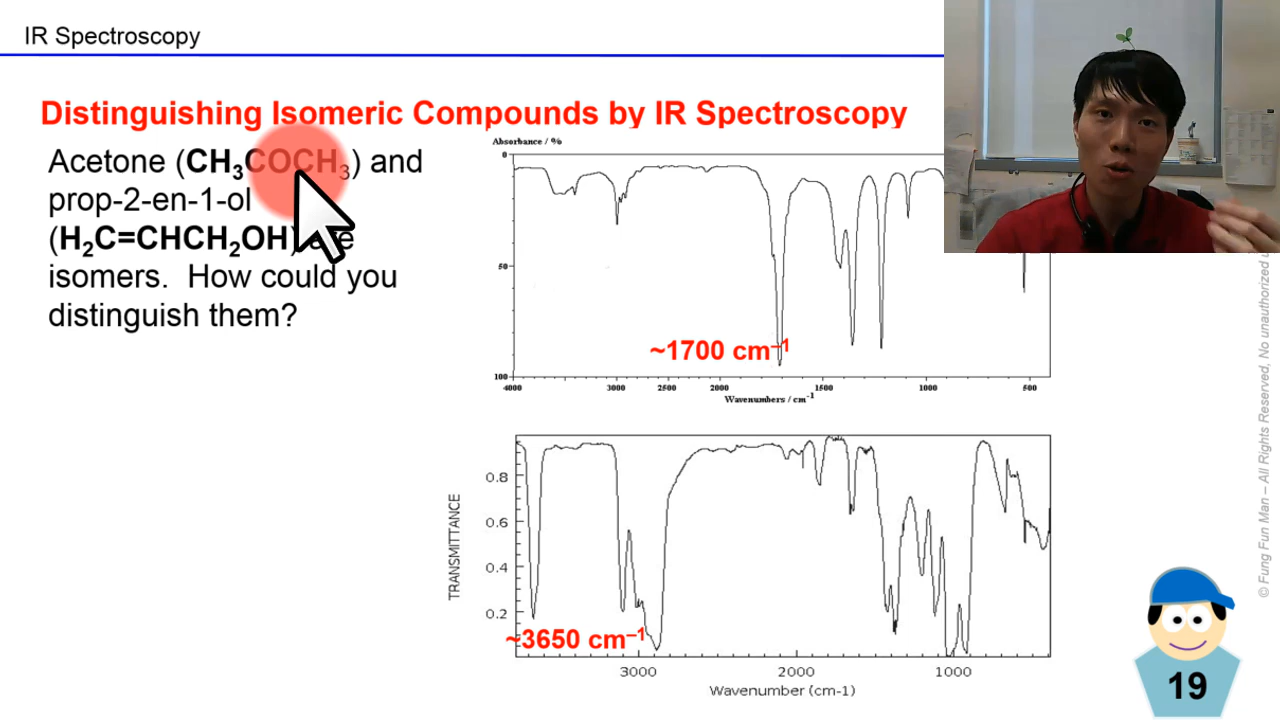 IR Spectroscopy
Distinguishing Isomeric Compounds by IR Spectroscopy
Acetone (CH₃COCH₃) and
prop-2-en-1-ol
(H₂C=CHCH₂OH) are
isomers. How could you
distinguish them?
Absorbance / %
0
50
100
~1700 cm⁻¹
4000 3000 2500 2000 1500 1000 500
Wavenumbers / cm⁻¹
TRANSMITTANCE
0.8
0.6
0.4
0.2
~3650 cm⁻¹
3000 2000 1000
Wavenumber (cm-1)
© Fung Fun Man – All Rights Reserved, No unauthorized
19